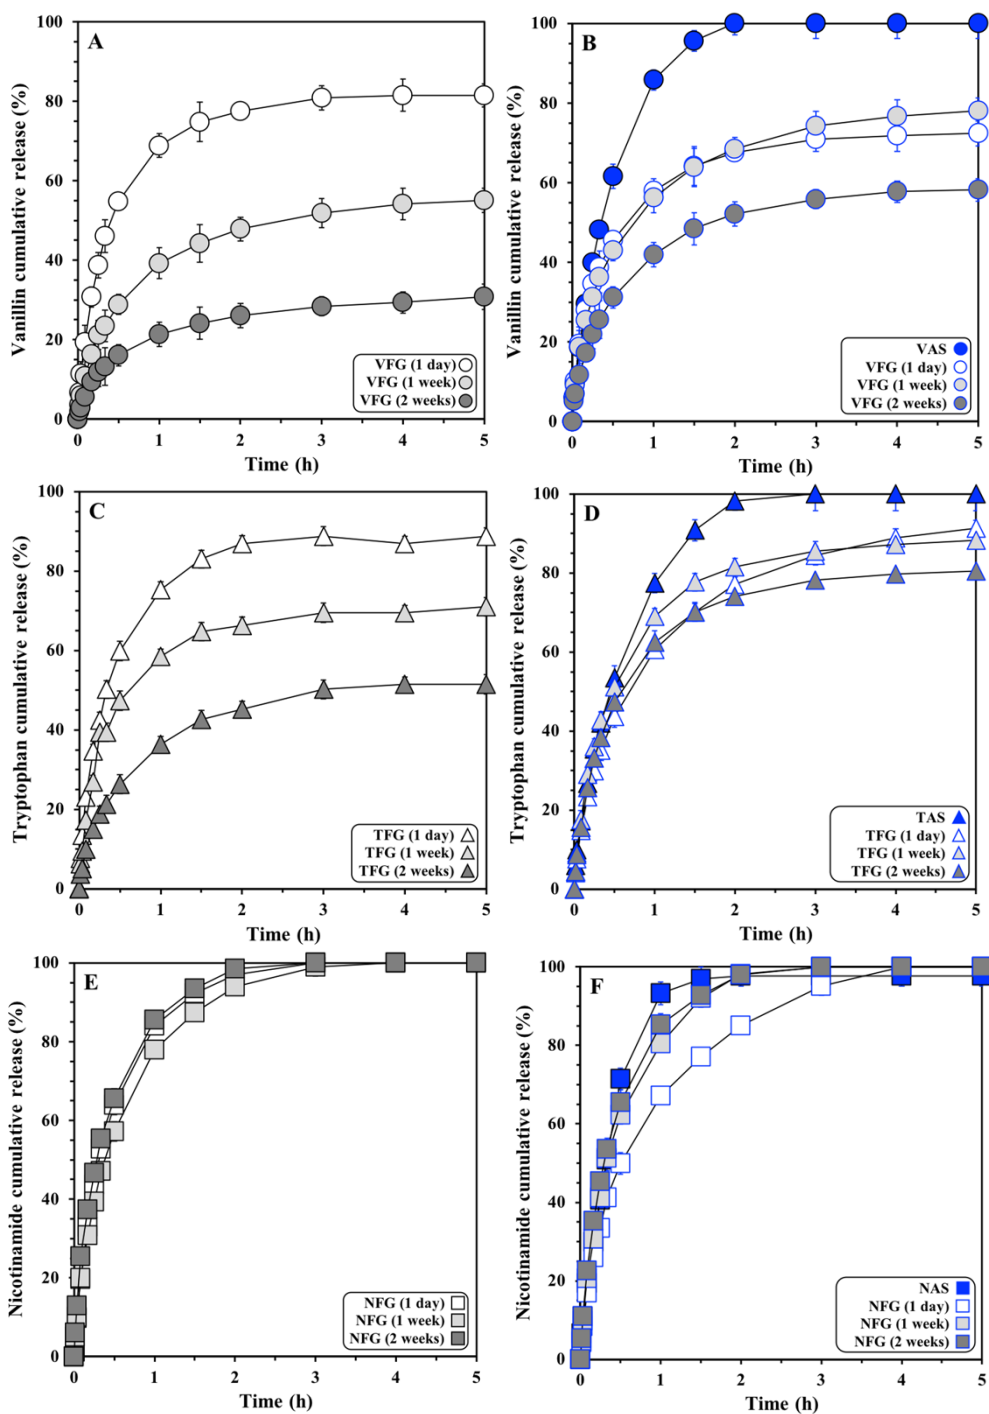 A
Vanillin cumulative release (%)
100
80
60
40
20
0
VFG (1 day)
VFG (1 week)
VFG (2 weeks)
0 1 2 3 4 5
Time (h)
B
Vanillin cumulative release (%)
100
80
60
40
20
0
VAS
VFG (1 day)
VFG (1 week)
VFG (2 weeks)
0 1 2 3 4 5
Time (h)
C
Tryptophan cumulative release (%)
100
80
60
40
20
0
TFG (1 day)
TFG (1 week)
TFG (2 weeks)
0 1 2 3 4 5
Time (h)
D
Tryptophan cumulative release (%)
100
80
60
40
20
0
TAS
TFG (1 day)
TFG (1 week)
TFG (2 weeks)
0 1 2 3 4 5
Time (h)
E
Nicotinamide cumulative release (%)
100
80
60
40
20
0
NFG (1 day)
NFG (1 week)
NFG (2 weeks)
0 1 2 3 4 5
Time (h)
F
Nicotinamide cumulative release (%)
100
80
60
40
20
0
NAS
NFG (1 day)
NFG (1 week)
NFG (2 weeks)
0 1 2 3 4 5
Time (h)